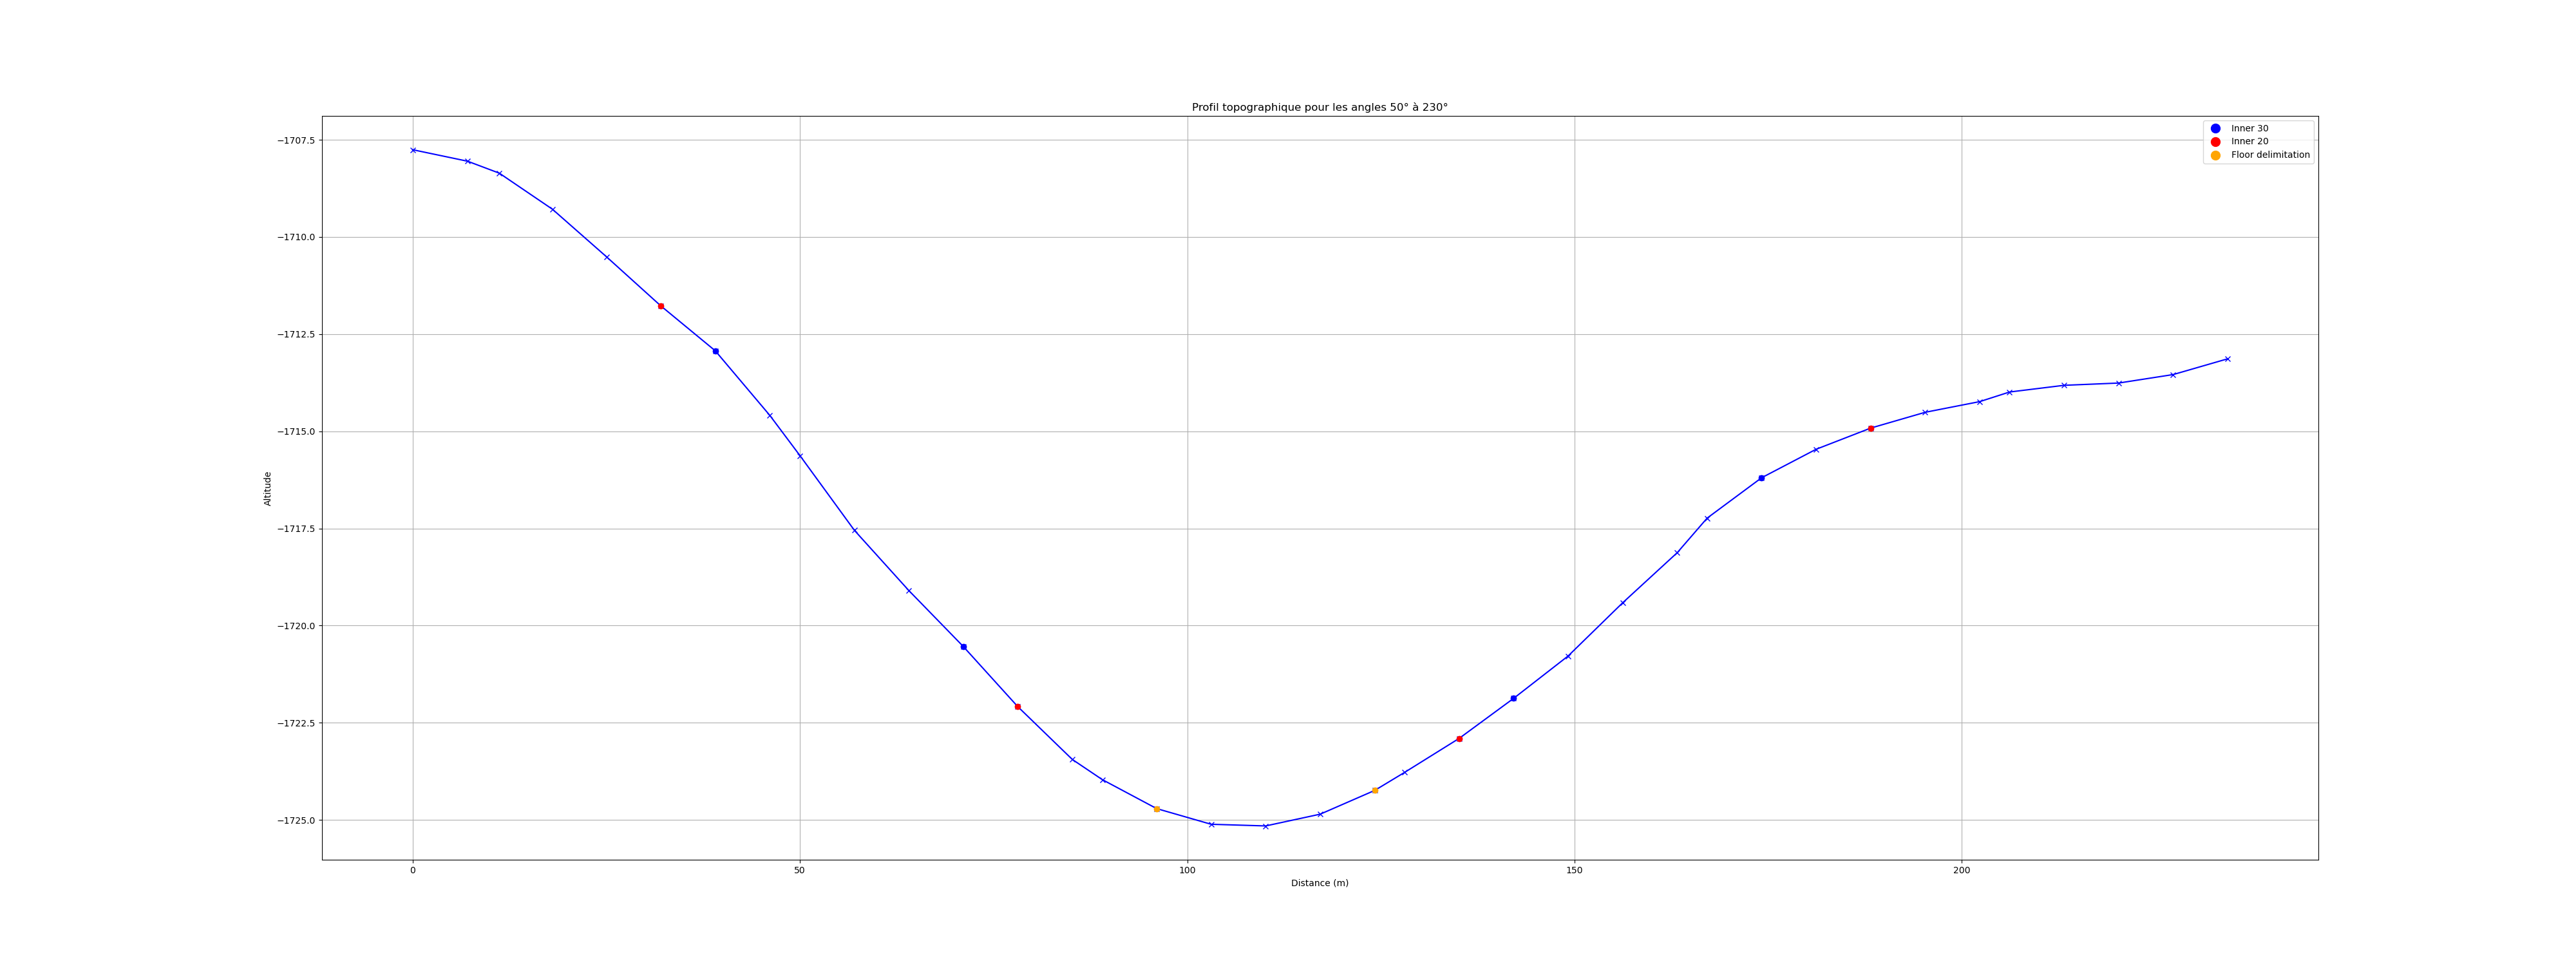 Profil topographique pour les angles 50° à 230°
Inner 30
Inner 20
Floor delimitation
−1707.5
−1710.0
−1712.5
−1715.0
−1717.5
−1720.0
−1722.5
−1725.0
Altitude
0 50 100 150 200
Distance (m)